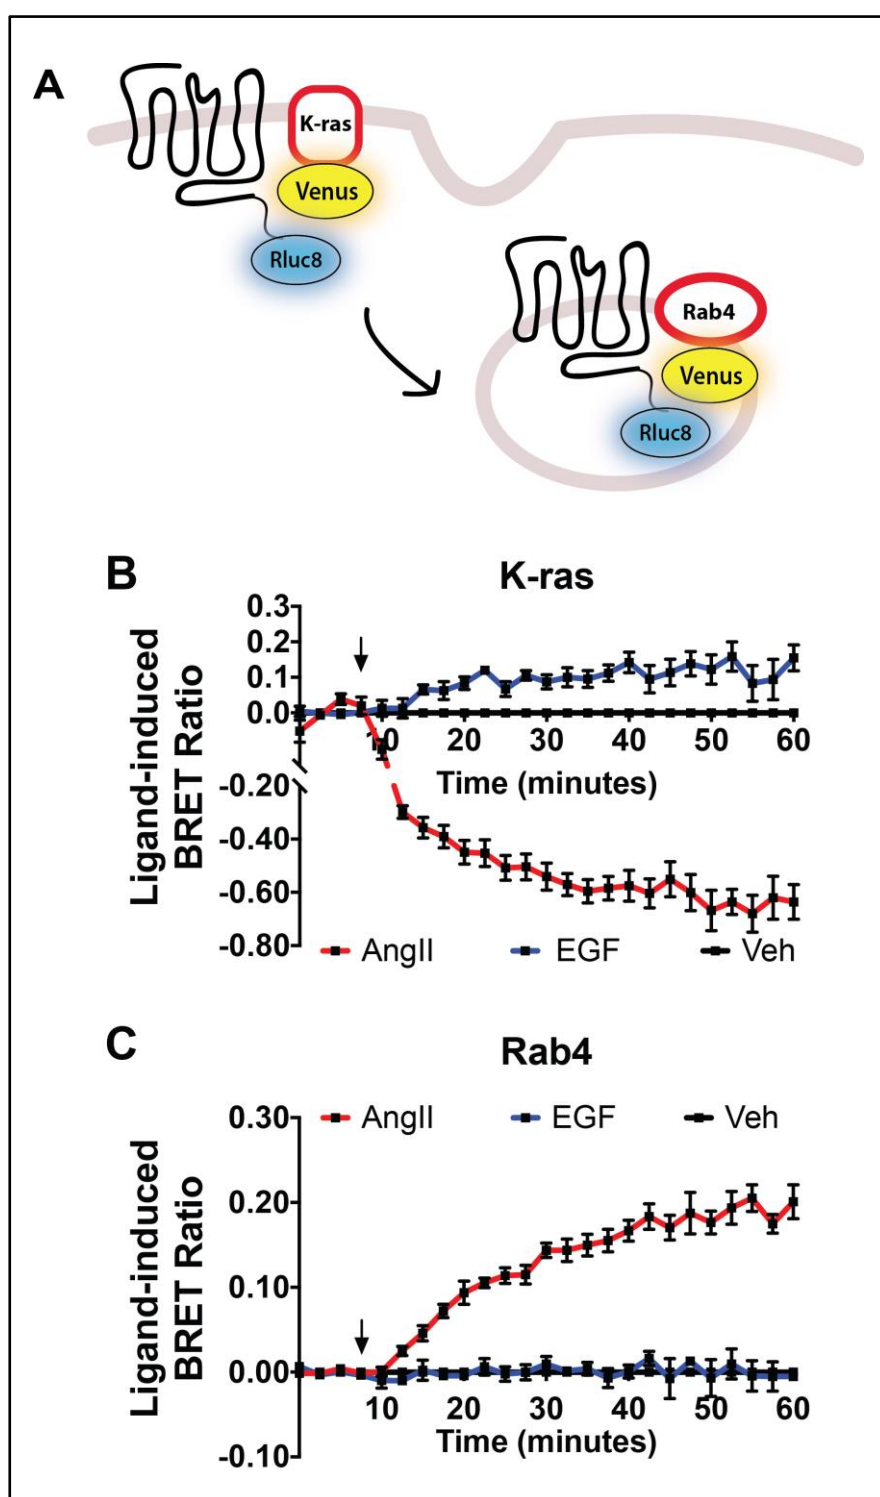 A
K-ras
Venus
Rluc8
Rab4
Venus
Rluc8
B
K-ras
Ligand-induced
BRET Ratio
0.3
0.2
0.1
0.0
-0.20
-0.40
-0.60
-0.80
10 20 30 40 50 60
Time (minutes)
AngII EGF Veh
C
Rab4
Ligand-induced
BRET Ratio
0.30
0.20
0.10
0.00
-0.10
AngII EGF Veh
10 20 30 40 50 60
Time (minutes)